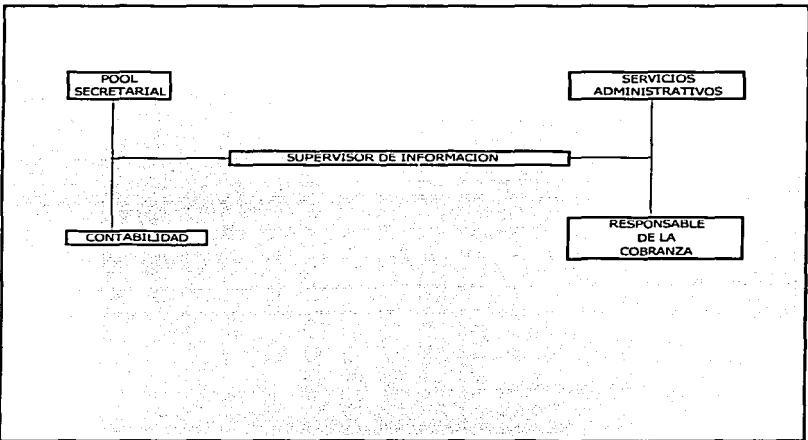 POOL
SECRETARIAL
SERVICIOS
ADMINISTRATIVOS
SUPERVISOR DE INFORMACION
CONTABILIDAD
RESPONSABLE
DE LA
COBRANZA